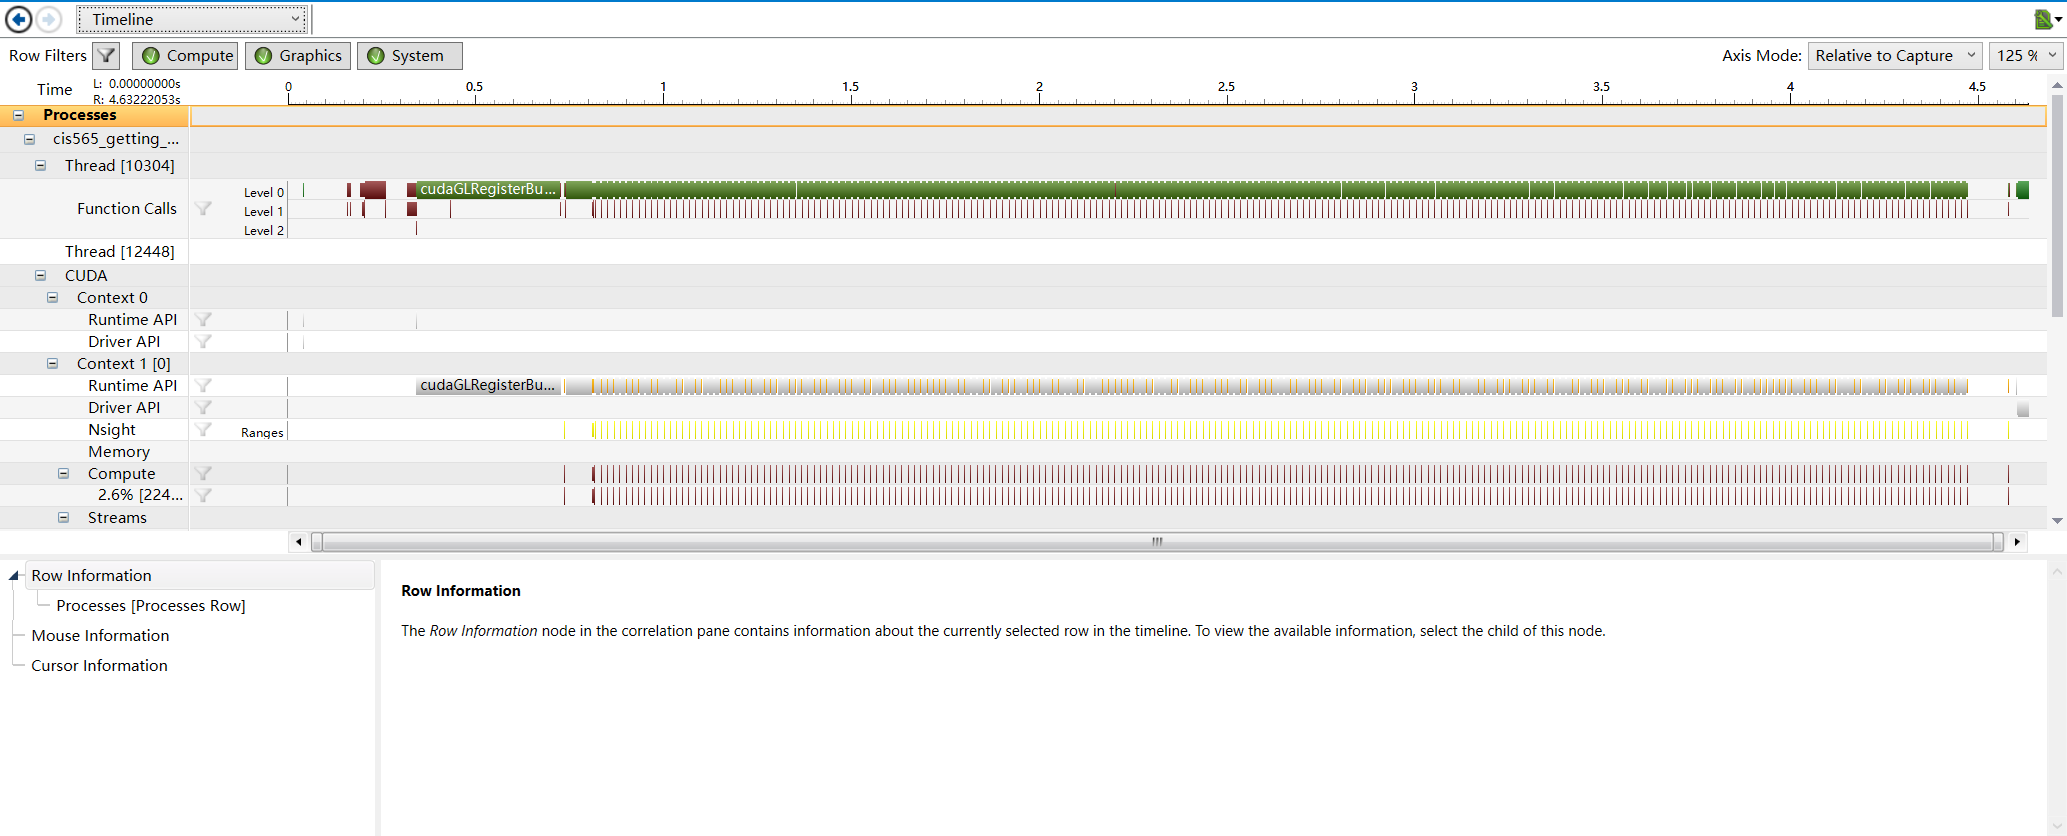 Timeline
Row Filters Compute Graphics System Axis Mode: Relative to Capture 125 %
Time L: 0.00000000s
R: 4.63222053s
0 0.5 1 1.5 2 2.5 3 3.5 4 4.5
Processes
cis565_getting_...
Thread [10304]
Function Calls
Level 0 cudaGLRegisterBu...
Level 1
Level 2
Thread [12448]
CUDA
Context 0
Runtime API
Driver API
Context 1 [0]
Runtime API cudaGLRegisterBu...
Driver API
Nsight Ranges
Memory
Compute
2.6% [224...
Streams
Row Information
Processes [Processes Row]
Mouse Information
Cursor Information
Row Information
The Row Information node in the correlation pane contains information about the currently selected row in the timeline. To view the available information, select the child of this node.